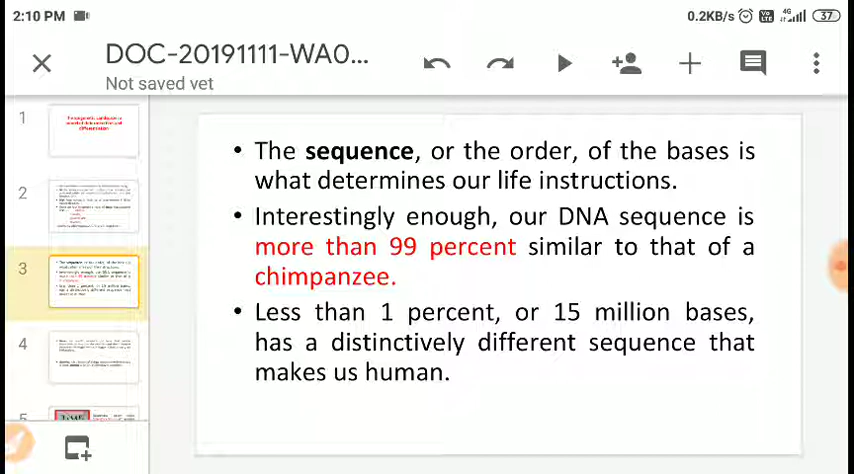 2:10 PM
0.2KB/s
4G
37
DOC-20191111-WA0...
Not saved yet
1
2
3
4
5
• The sequence, or the order, of the bases is
what determines our life instructions.
• Interestingly enough, our DNA sequence is
more than 99 percent similar to that of a
chimpanzee.
• Less than 1 percent, or 15 million bases,
has a distinctively different sequence that
makes us human.